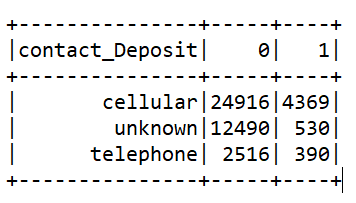 +---------------+-----+----+
|contact_Deposit|    0|   1|
+---------------+-----+----+
|       cellular|24916|4369|
|        unknown|12490| 530|
|      telephone| 2516| 390|
+---------------+-----+----+